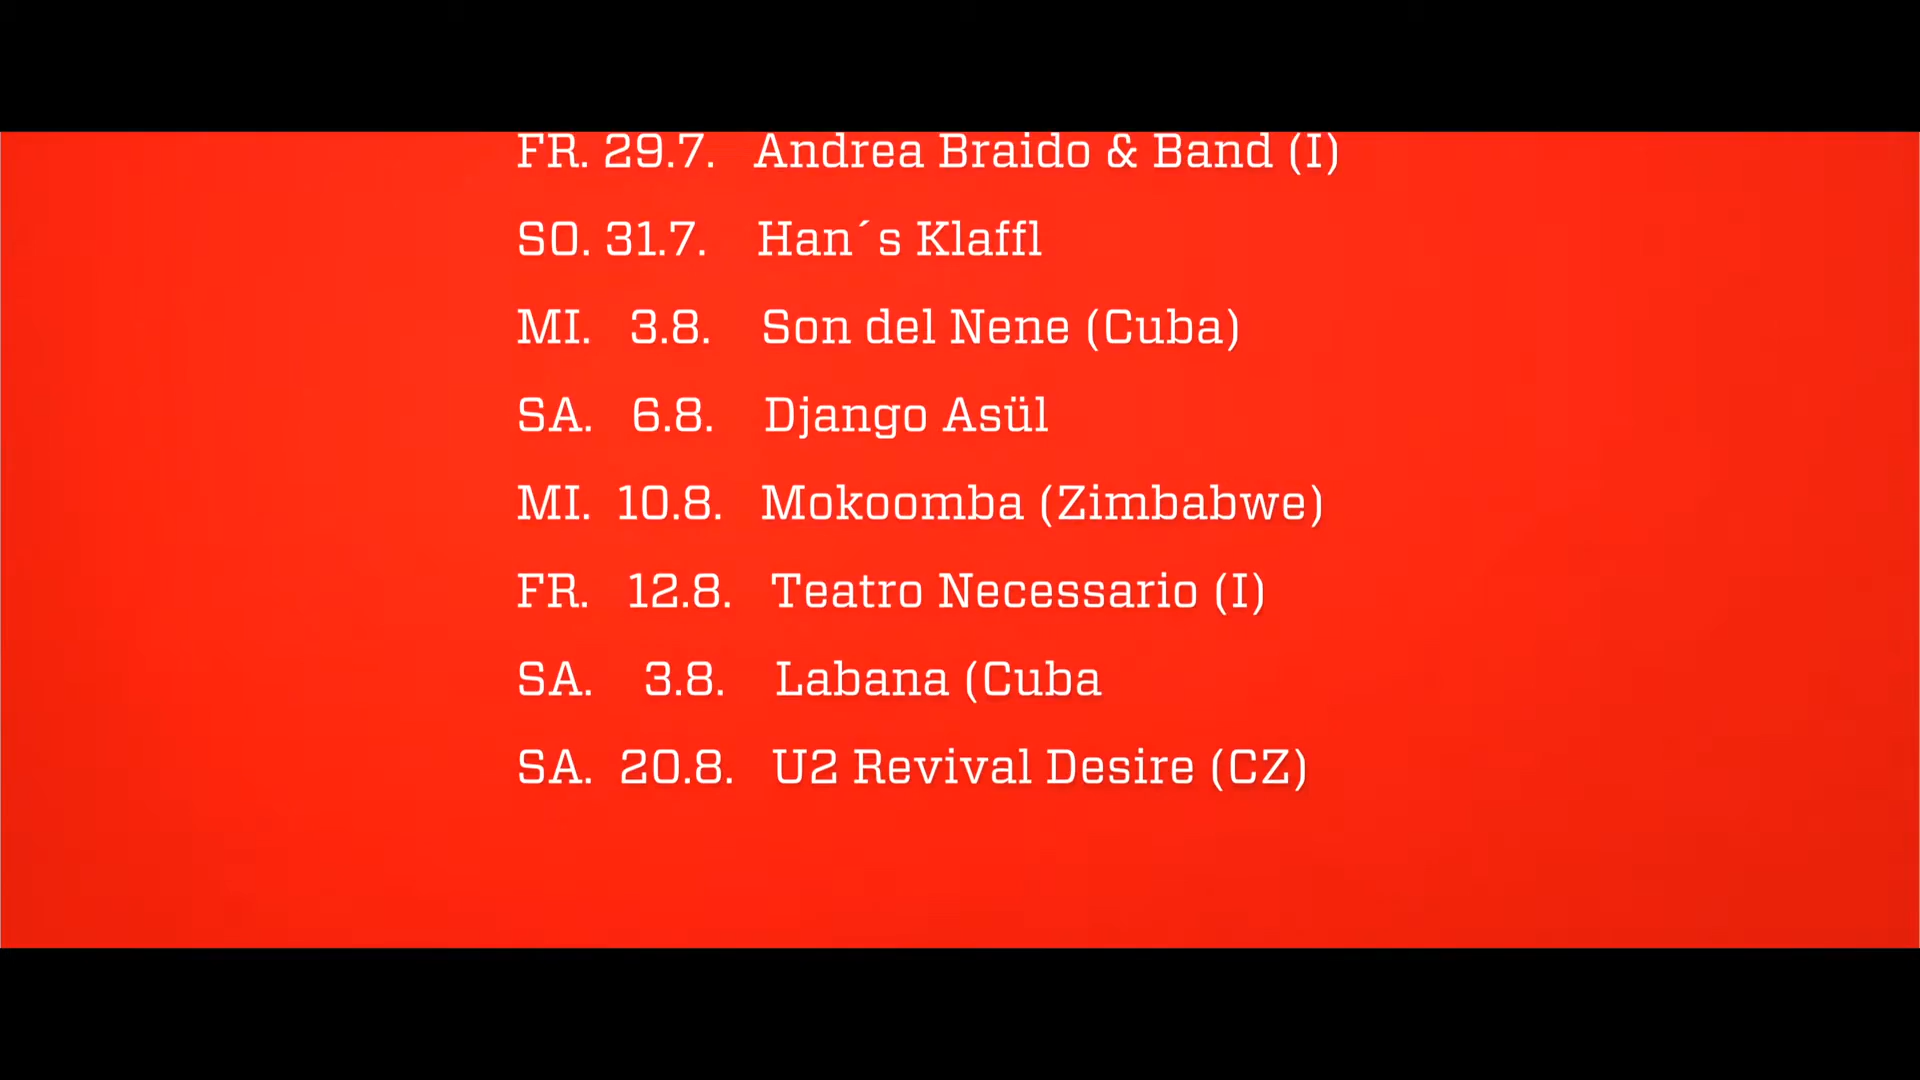 FR. 29.7. Andrea Braido & Band (I)
SO. 31.7. Han´s Klaffl
MI. 3.8. Son del Nene (Cuba)
SA. 6.8. Django Asül
MI. 10.8. Mokoomba (Zimbabwe)
FR. 12.8. Teatro Necessario (I)
SA. 3.8. Labana (Cuba
SA. 20.8. U2 Revival Desire (CZ)